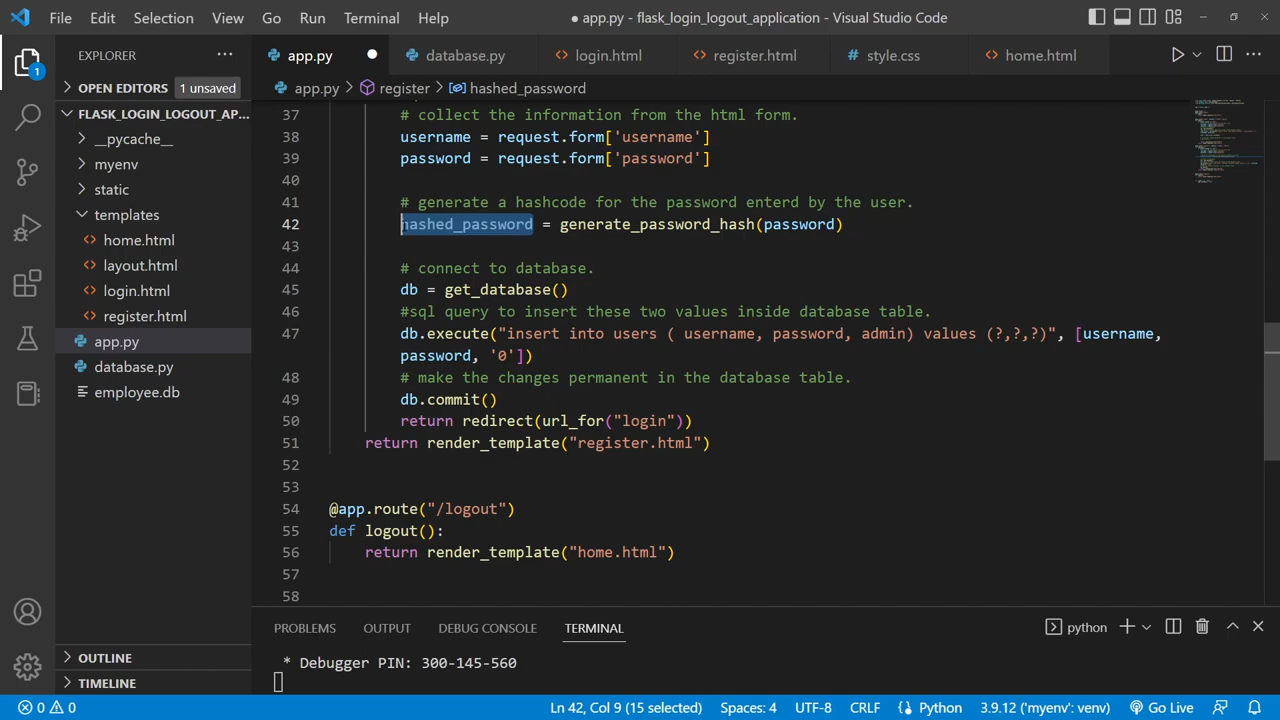 File Edit Selection View Go Run Terminal Help
● app.py - flask_login_logout_application - Visual Studio Code
EXPLORER ···
app.py ●
database.py
login.html
register.html
style.css
home.html
1
OPEN EDITORS 1 unsaved
FLASK_LOGIN_LOGOUT_AP...
__pycache__
myenv
static
templates
home.html
layout.html
login.html
register.html
app.py
database.py
employee.db
OUTLINE
TIMELINE
app.py > register > hashed_password
37 # collect the information from the html form.
38 username = request.form['username']
39 password = request.form['password']
40
41 # generate a hashcode for the password enterd by the user.
42 hashed_password = generate_password_hash(password)
43
44 # connect to database.
45 db = get_database()
46 #sql query to insert these two values inside database table.
47 db.execute("insert into users ( username, password, admin) values (?,?,?)", [username,
password, '0'])
48 # make the changes permanent in the database table.
49 db.commit()
50 return redirect(url_for("login"))
51 return render_template("register.html")
52
53
54 @app.route("/logout")
55 def logout():
56 return render_template("home.html")
57
58
PROBLEMS OUTPUT DEBUG CONSOLE TERMINAL
python
* Debugger PIN: 300-145-560
0 0
Ln 42, Col 9 (15 selected) Spaces: 4 UTF-8 CRLF Python 3.9.12 ('myenv': venv) Go Live